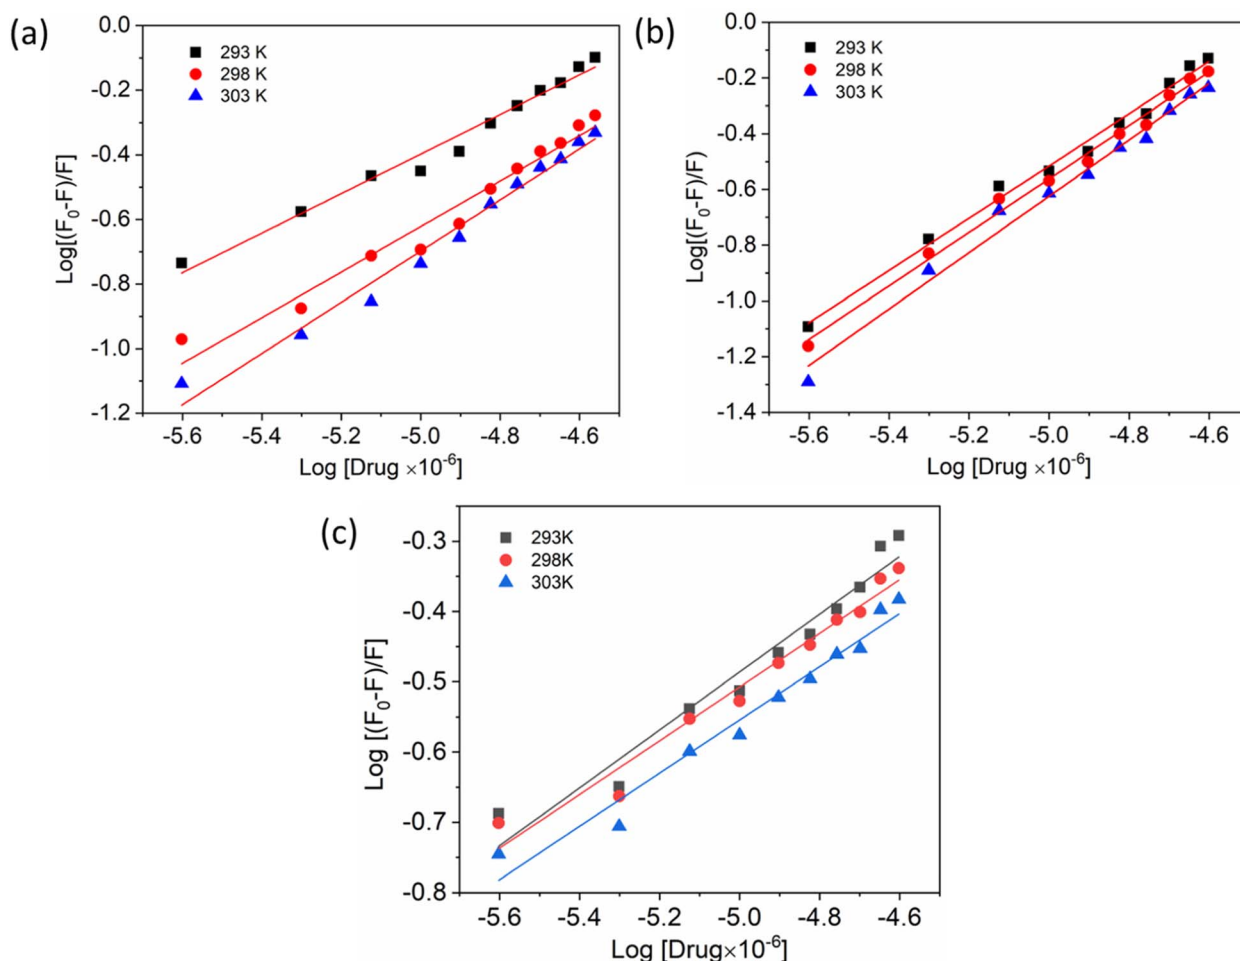 (a)
0.0
-0.2
-0.4
-0.6
-0.8
-1.0
-1.2
Log[(F₀-F)/F]
293 K
298 K
303 K
-5.6 -5.4 -5.2 -5.0 -4.8 -4.6
Log [Drug ×10⁻⁶]
(b)
0.0
-0.2
-0.4
-0.6
-0.8
-1.0
-1.2
-1.4
Log[(F₀-F)/F)
293 K
298 K
303 K
-5.6 -5.4 -5.2 -5.0 -4.8 -4.6
Log [Drug ×10⁻⁶]
(c)
-0.3
-0.4
-0.5
-0.6
-0.7
-0.8
Log [(F₀-F)/F]
293K
298K
303K
-5.6 -5.4 -5.2 -5.0 -4.8 -4.6
Log [Drug×10⁻⁶]